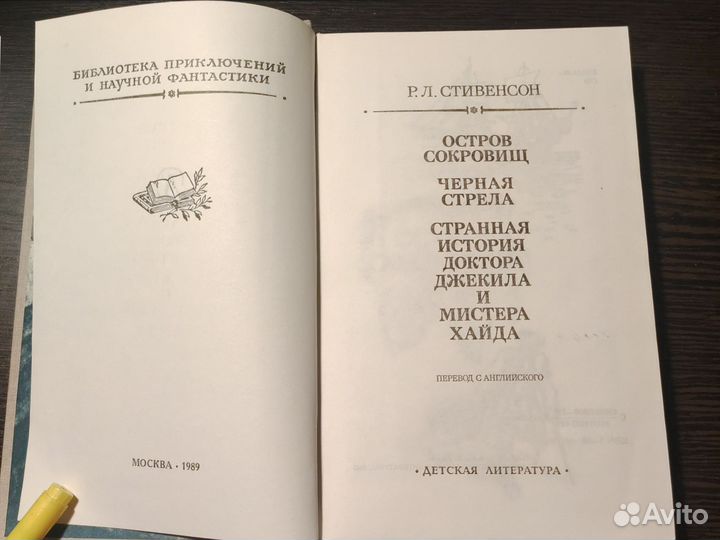 БИБЛИОТЕКА ПРИКЛЮЧЕНИЙ
И НАУЧНОЙ ФАНТАСТИКИ
МОСКВА · 1989
Р. Л. СТИВЕНСОН
ОСТРОВ
СОКРОВИЩ
ЧЕРНАЯ
СТРЕЛА
СТРАННАЯ
ИСТОРИЯ
ДОКТОРА
ДЖЕКИЛА
И
МИСТЕРА
ХАЙДА
ПЕРЕВОД С АНГЛИЙСКОГО
· ДЕТСКАЯ ЛИТЕРАТУРА ·
Avito